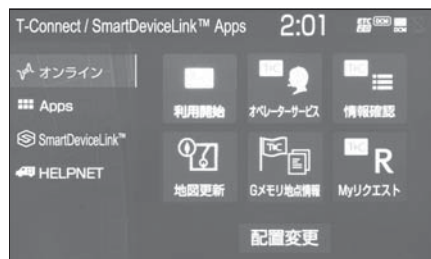 T-Connect / SmartDeviceLink™ Apps 2:01
オンライン
Apps
SmartDeviceLink™
HELPNET
利用開始
オペレーターサービス
情報確認
地図更新
Gメモリ地点情報
Myリクエスト
配置変更